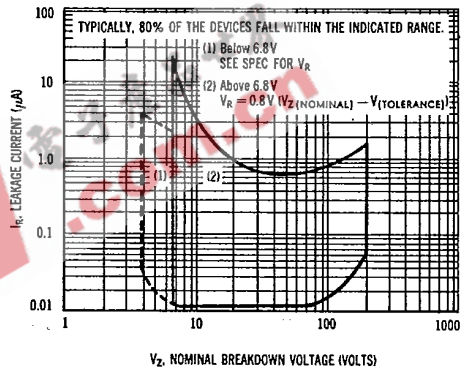 TYPICALLY, 80% OF THE DEVICES FALL WITHIN THE INDICATED RANGE.
(1) Below 6.8V
SEE SPEC FOR VR
(2) Above 6.8V
VR = 0.8V [VZ (NOMINAL) – V(TOLERANCE)]
IR, LEAKAGE CURRENT (μA)
100
10
1.0
0.1
0.01
(1)
(2)
.com.cn
1
10
100
1000
VZ, NOMINAL BREAKDOWN VOLTAGE (VOLTS)